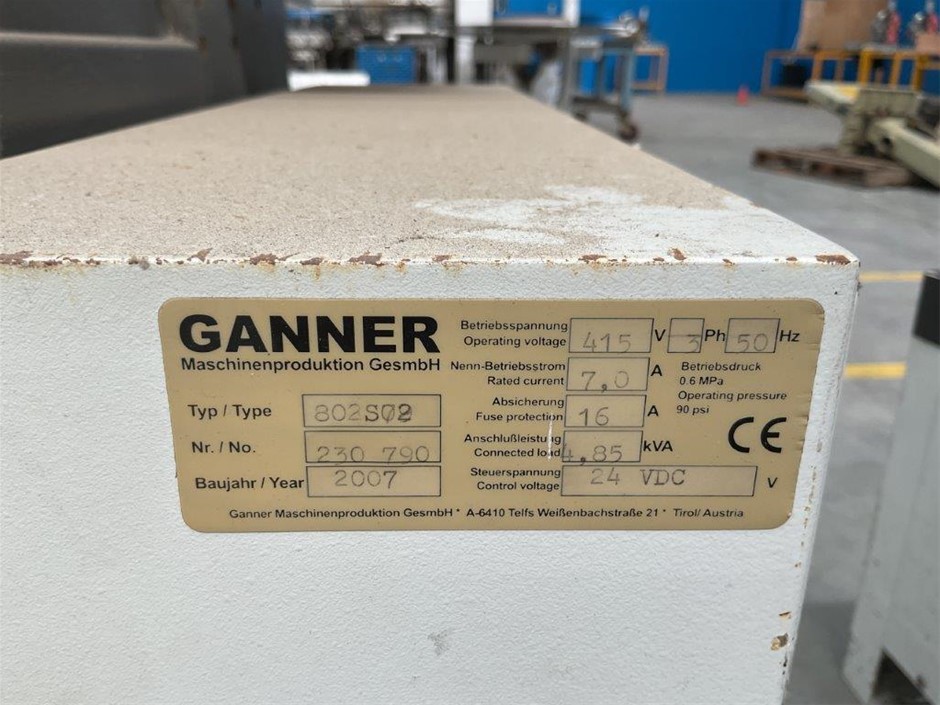 GANNER
Maschinenproduktion GesmbH
Typ / Type
Nr. / No. 230 790
Baujahr / Year 2007
Betriebsspannung
Operating voltage 415 V 3 Ph 50 Hz
Nenn-Betriebsstrom
Rated current 7,0 A
Absicherung
Fuse protection 16 A
Anschlußleistung
Connected load 4,85 kVA
Steuerspannung
Control voltage 24 VDC V
Betriebsdruck
0.6 MPa
Operating pressure
90 psi
CE
Ganner Maschinenproduktion GesmbH * A-6410 Telfs Weißenbachstraße 21 * Tirol/ Austria